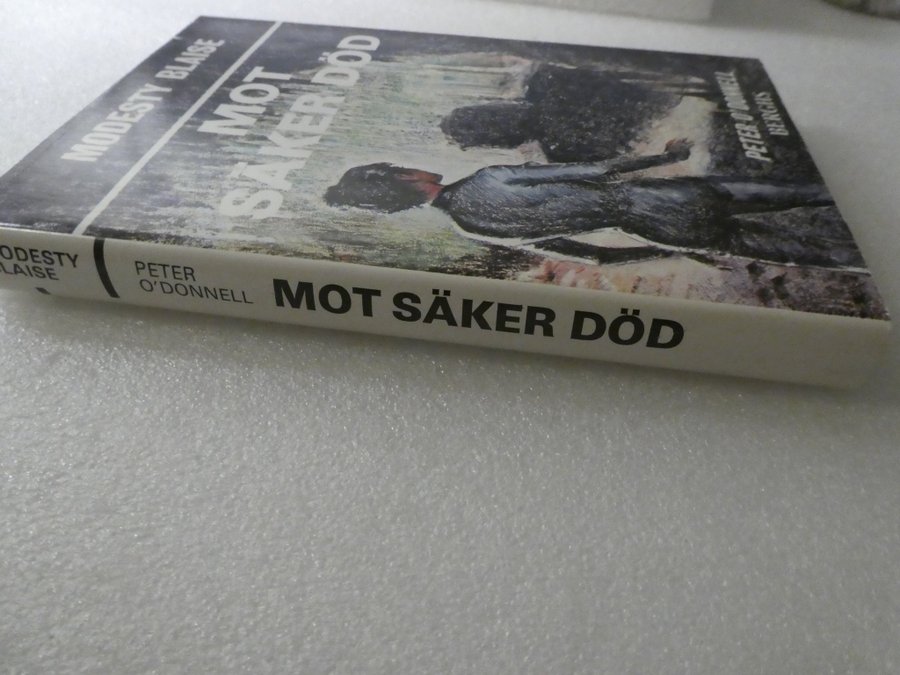 MODESTY BLAISE
MOT
SÄKER DÖD
PETER O'DONNELL
BERGHS
ODESTY
LAISE
PETER
O'DONNELL
MOT SÄKER DÖD